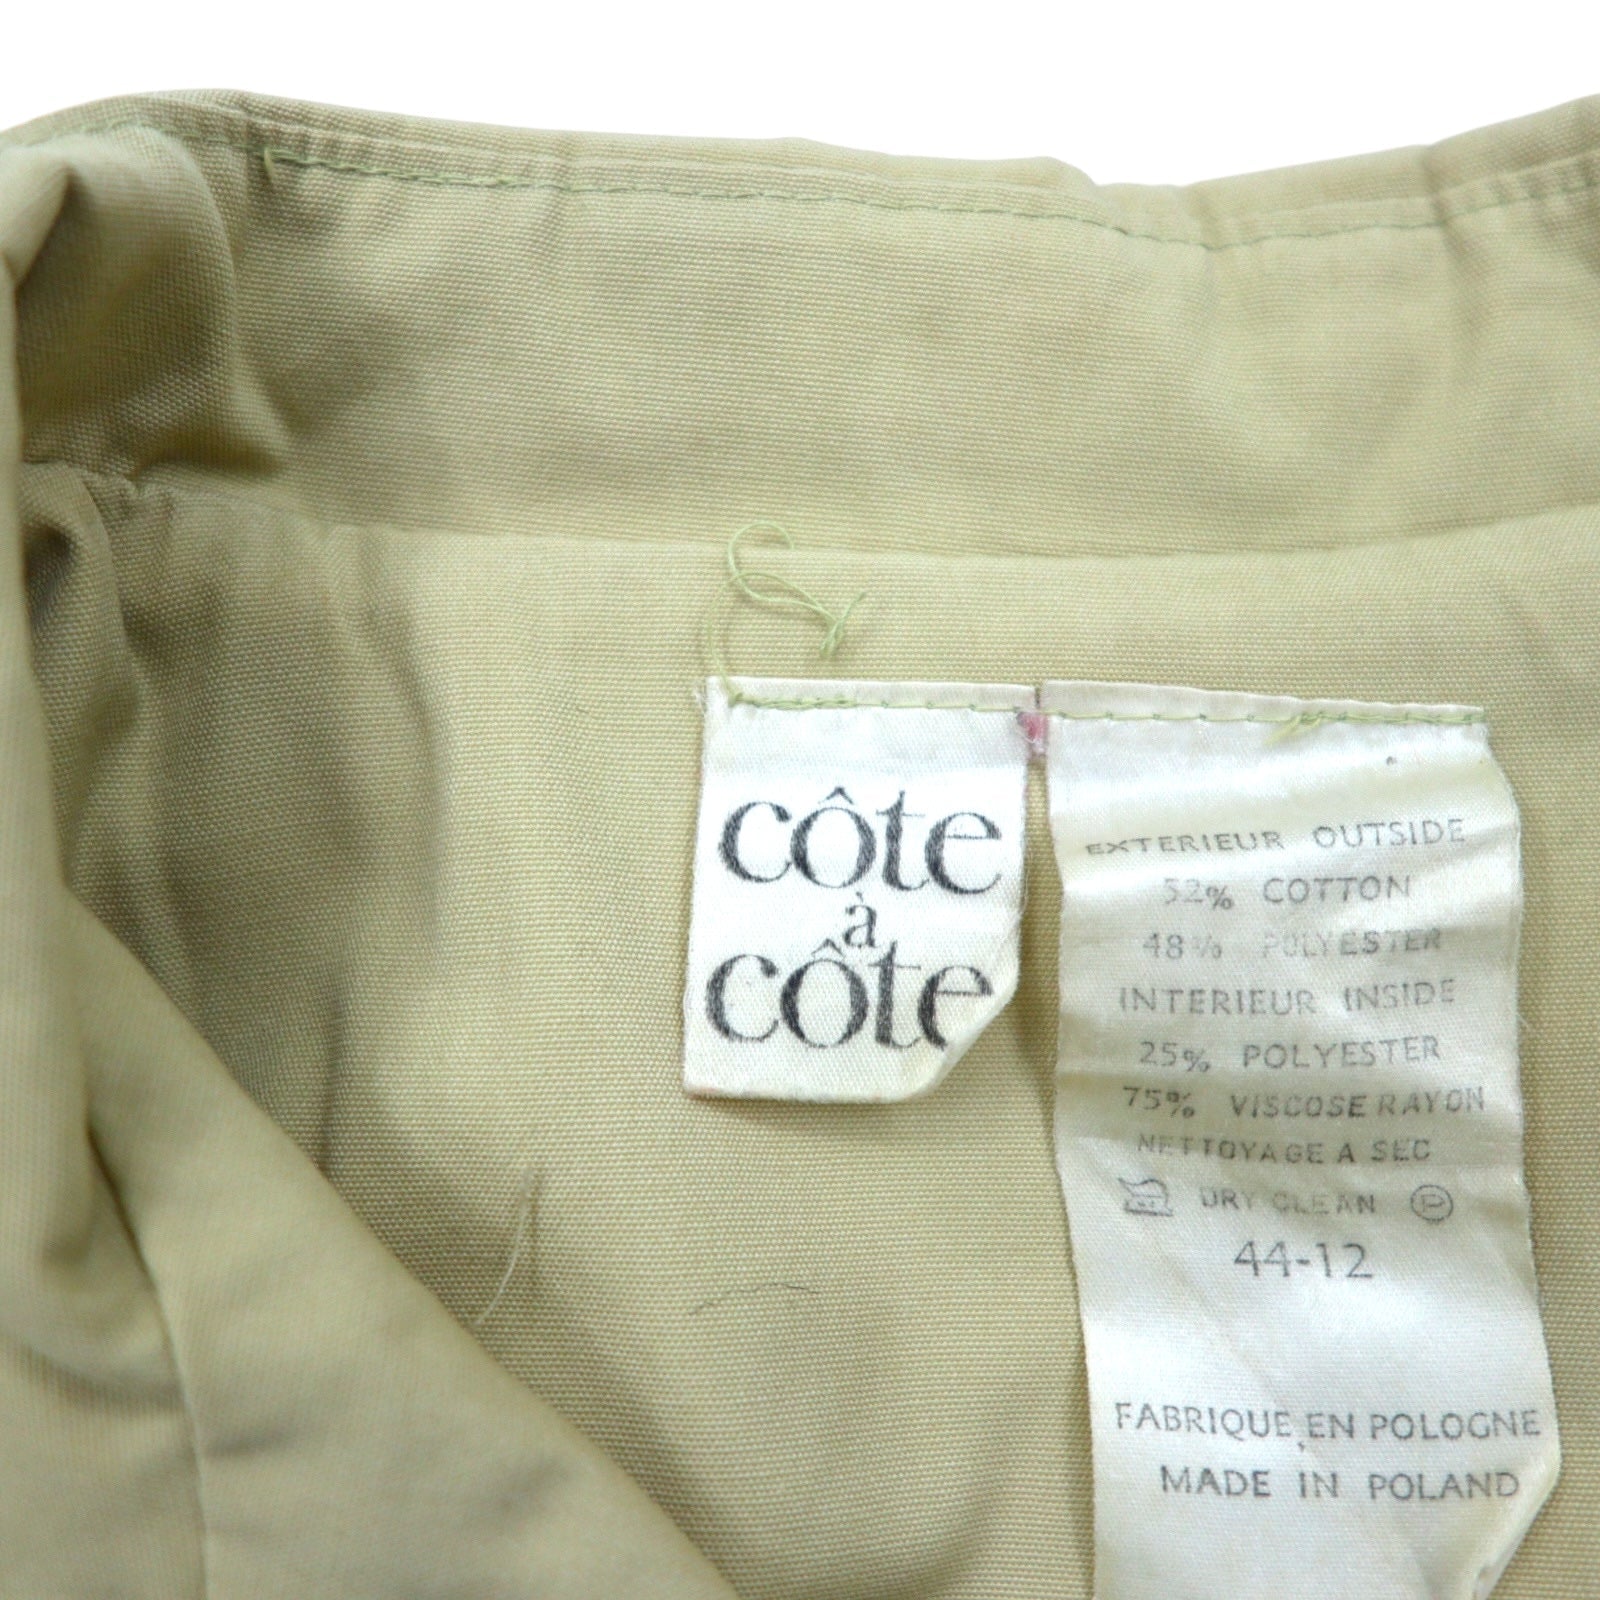 côte
à
côte
EXTERIEUR OUTSIDE
52% COTTON
48% POLYESTER
INTERIEUR INSIDE
25% POLYESTER
75% VISCOSE RAYON
NETTOYAGE A SEC
DRY CLEAN
44-12
FABRIQUE EN POLOGNE
MADE IN POLAND